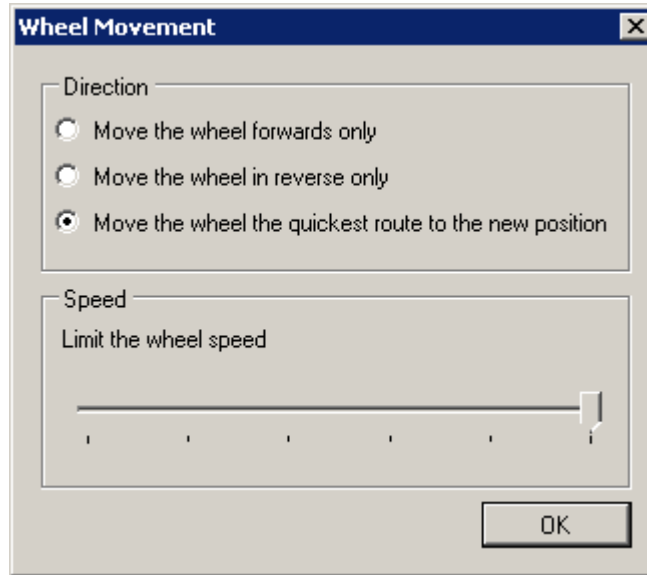 Wheel Movement
Direction
Move the wheel forwards only
Move the wheel in reverse only
Move the wheel the quickest route to the new position
Speed
Limit the wheel speed
OK